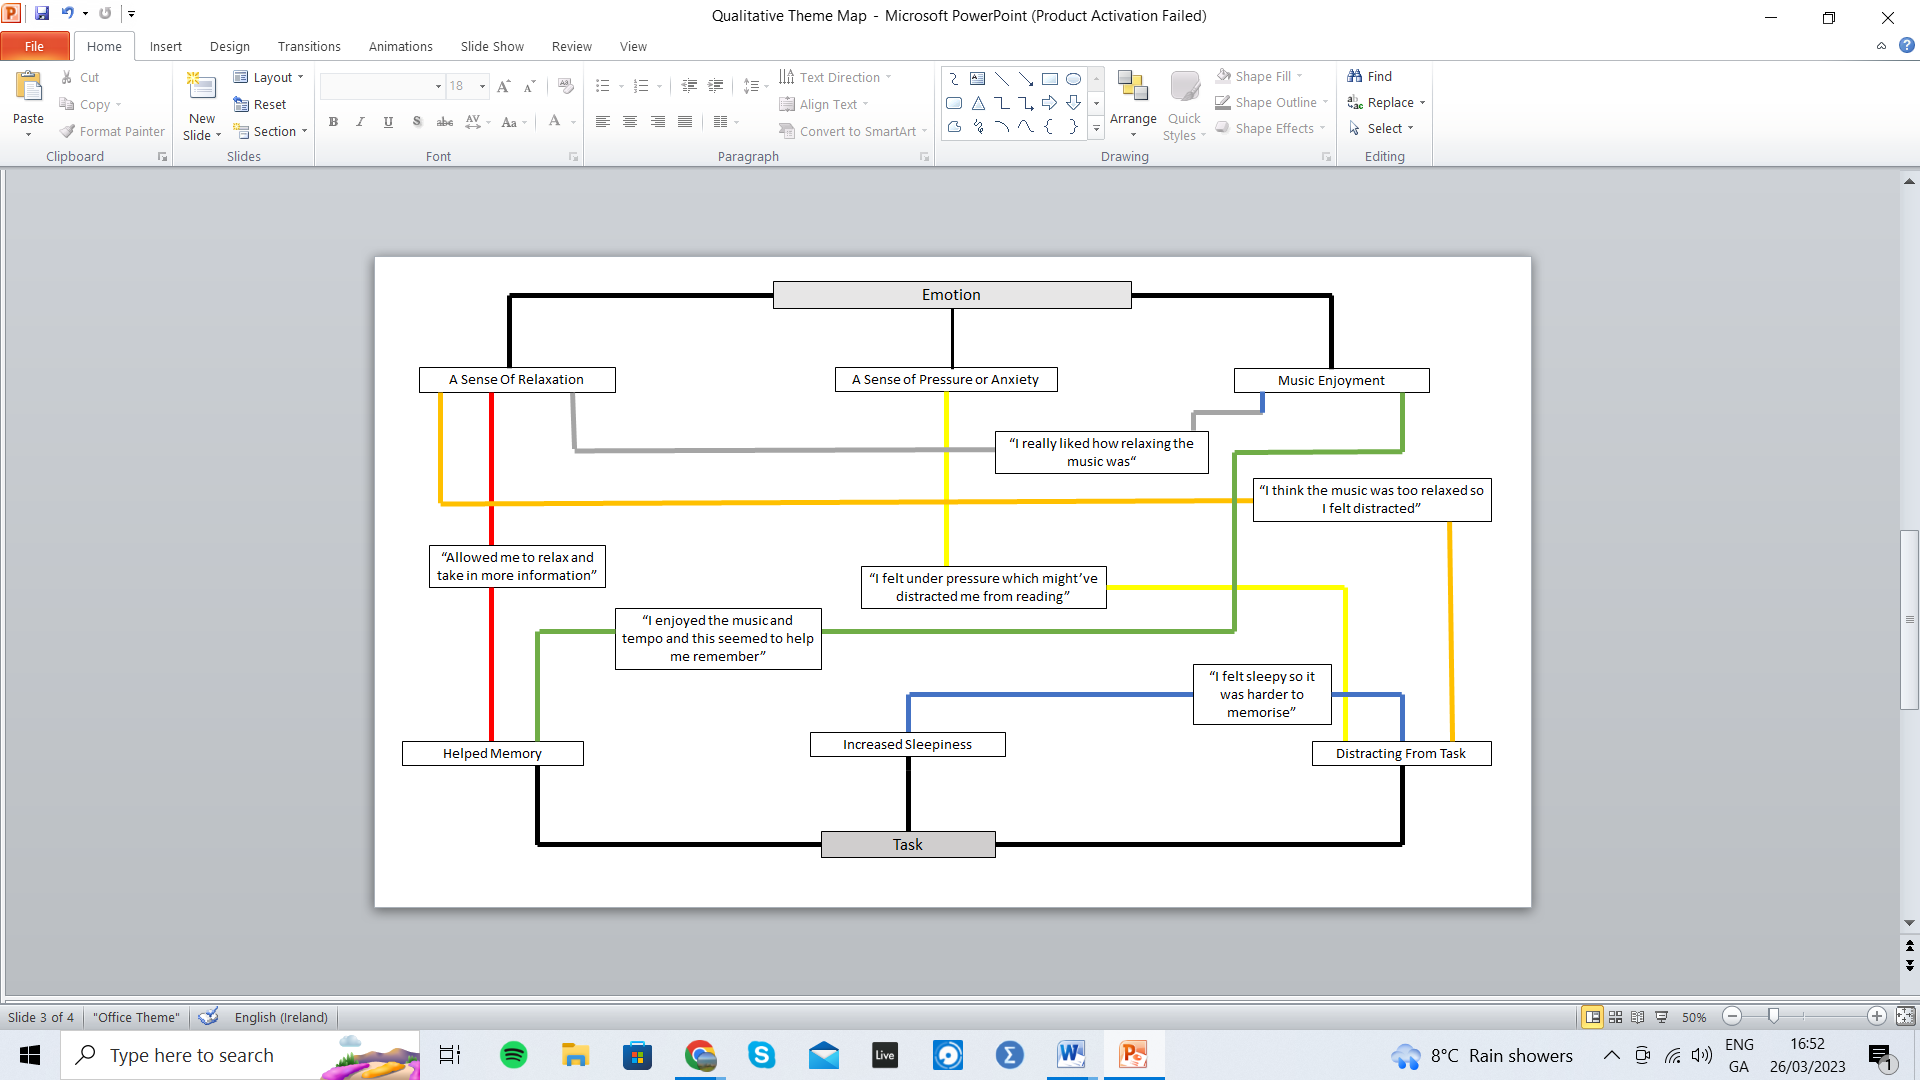 Qualitative Theme Map - Microsoft PowerPoint (Product Activation Failed)
File Home Insert Design Transitions Animations Slide Show Review View
Paste
Cut
Copy
Format Painter
Clipboard
New
Slide
Layout
Reset
Section
Slides
18
B I U S abc AV Aa A
Font
Text Direction
Align Text
Convert to SmartArt
Paragraph
Arrange
Quick
Styles
Shape Fill
Shape Outline
Shape Effects
Drawing
Find
Replace
Select
Editing
Emotion
A Sense Of Relaxation
A Sense of Pressure or Anxiety
Music Enjoyment
“I really liked how relaxing the
music was“
“I think the music was too relaxed so
I felt distracted”
“Allowed me to relax and
take in more information”
“I felt under pressure which might’ve
distracted me from reading”
“I enjoyed the music and
tempo and this seemed to help
me remember”
“I felt sleepy so it
was harder to
memorise”
Helped Memory
Increased Sleepiness
Distracting From Task
Task
Slide 3 of 4 "Office Theme" English (Ireland) 50%
Type here to search
Live
8°C Rain showers
ENG
GA
16:52
26/03/2023
1